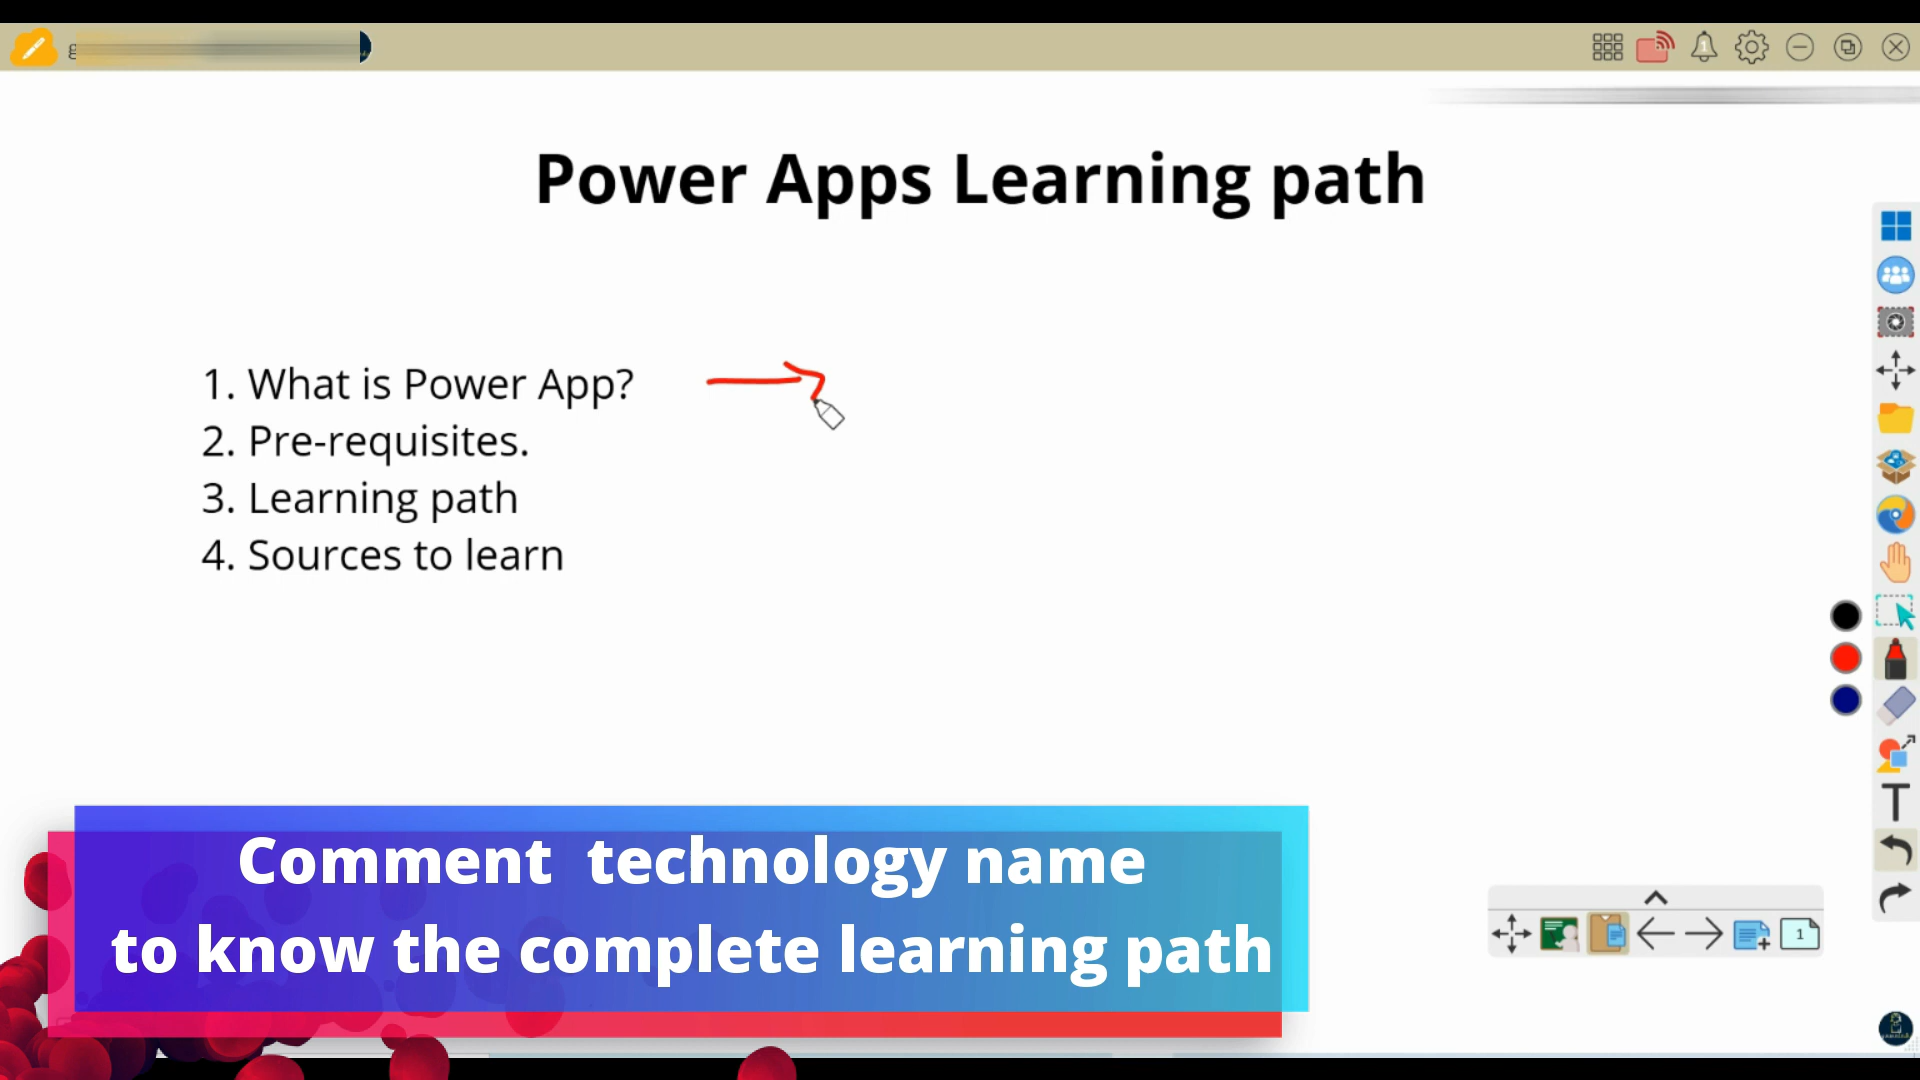 g
Power Apps Learning path
1. What is Power App?
2. Pre-requisites.
3. Learning path
4. Sources to learn
Comment technology name
to know the complete learning path
T
1